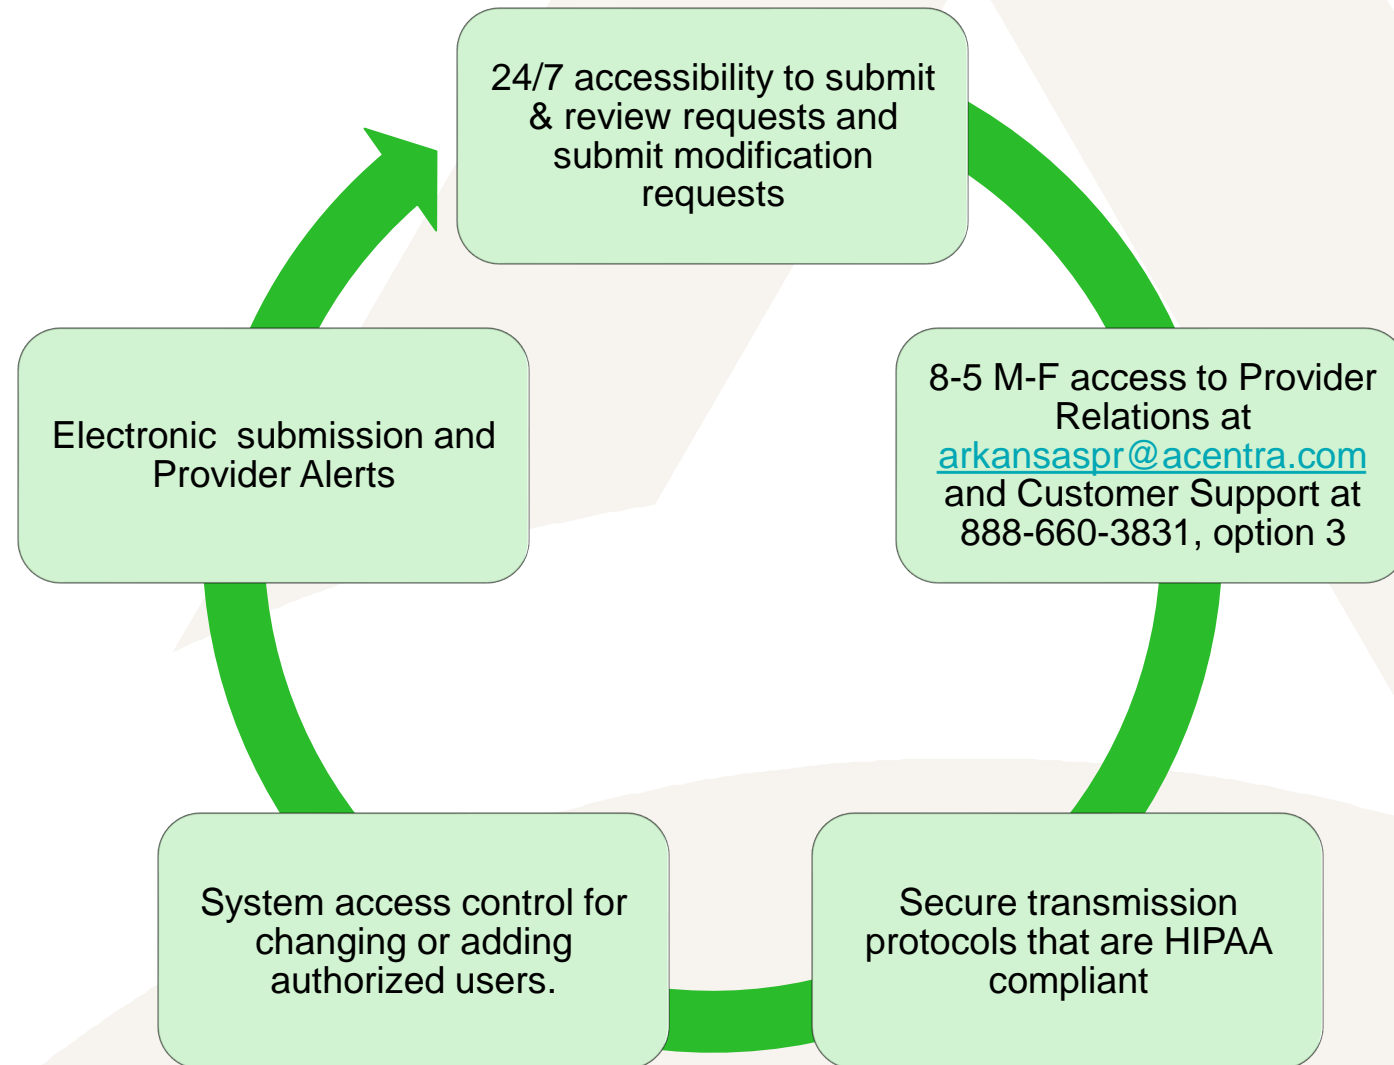 24/7 accessibility to submit
& review requests and
submit modification
requests
8-5 M-F access to Provider
Relations at
arkansaspr@acentra.com
and Customer Support at
888-660-3831, option 3
Secure transmission
protocols that are HIPAA
compliant
System access control for
changing or adding
authorized users.
Electronic  submission and
Provider Alerts